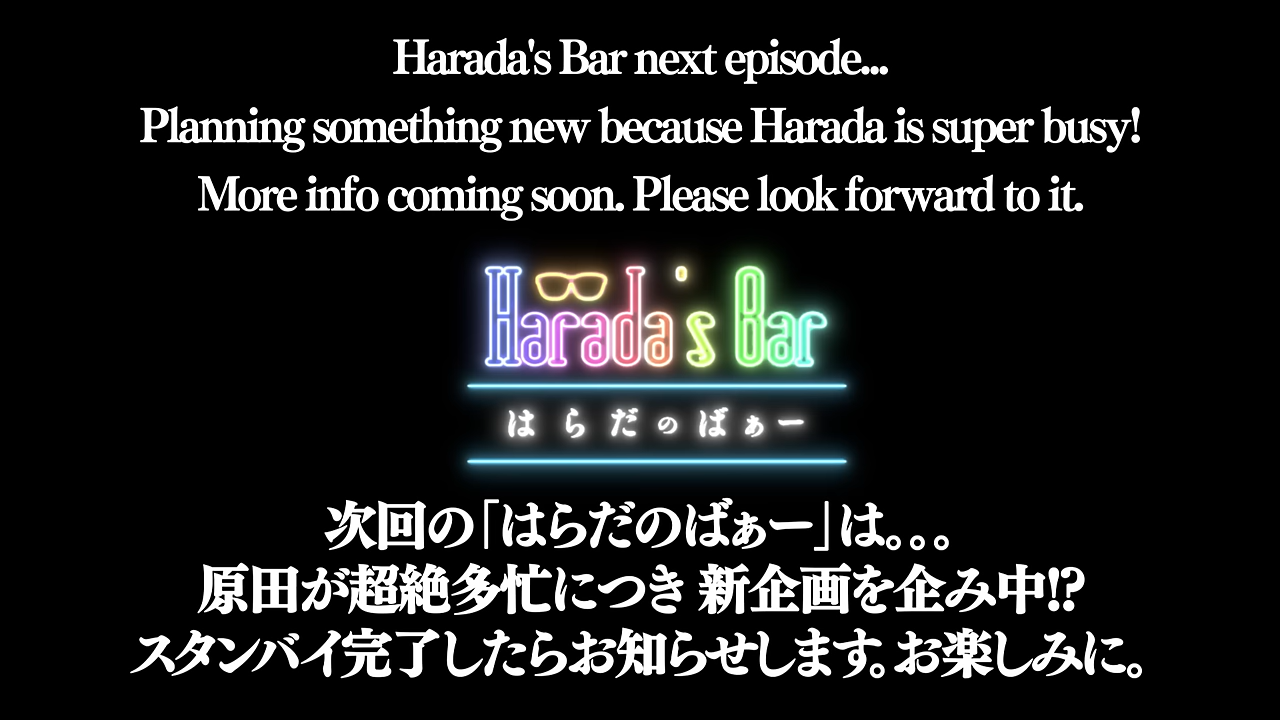 Harada's Bar next episode...
Planning something new because Harada is super busy!
More info coming soon. Please look forward to it.
Harada's Bar
はらだのばぁー
次回の「はらだのばぁー」は。。。
原田が超絶多忙につき 新企画を企み中!?
スタンバイ完了したらお知らせします。お楽しみに。